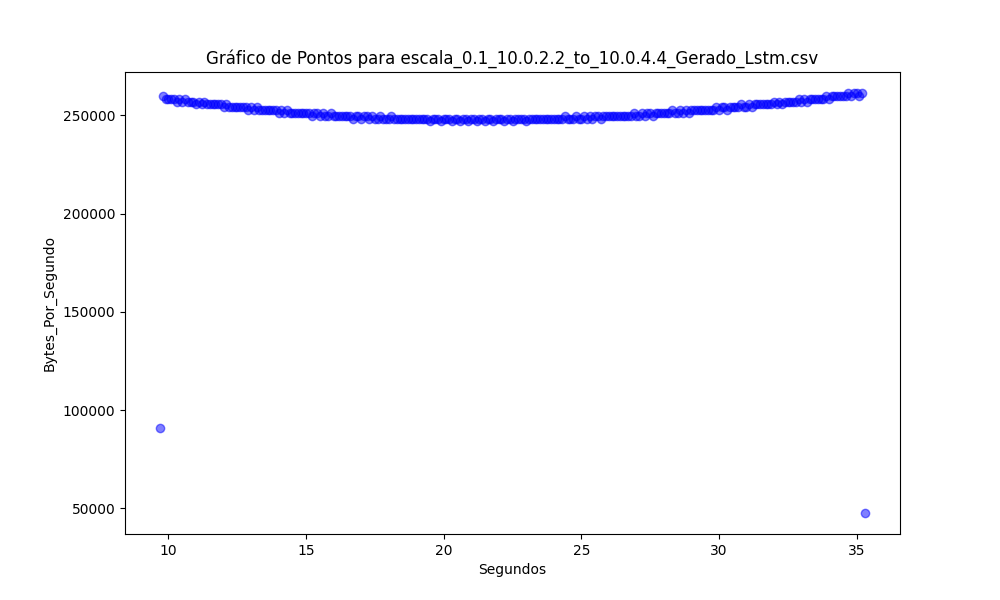 Gráfico de Pontos para escala_0.1_10.0.2.2_to_10.0.4.4_Gerado_Lstm.csv
Bytes_Por_Segundo
250000
200000
150000
100000
50000
10 15 20 25 30 35
Segundos